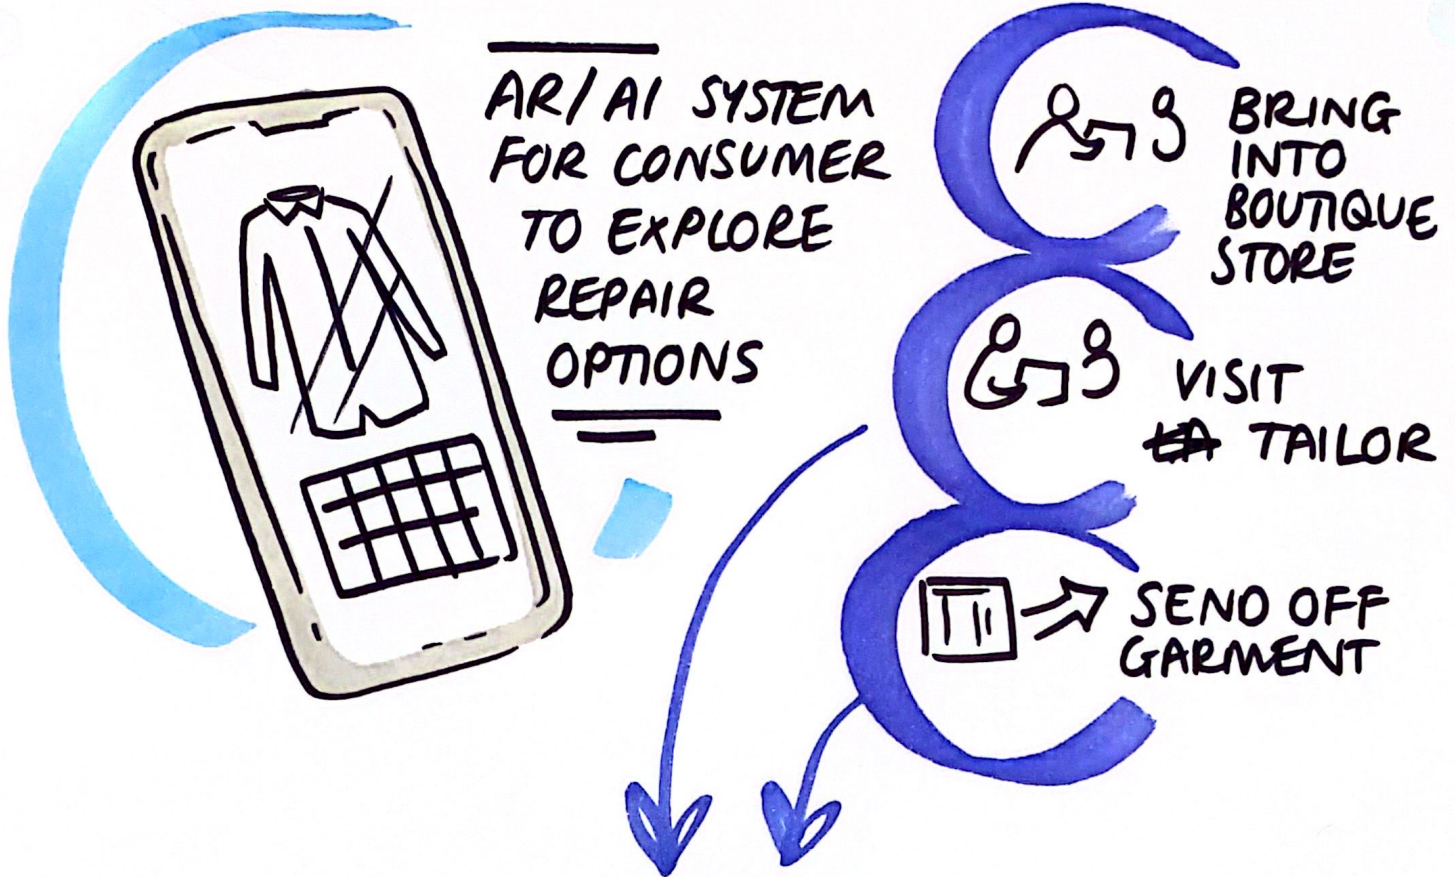 AR/AI SYSTEM
FOR CONSUMER
TO EXPLORE
REPAIR
OPTIONS
BRING
INTO
BOUTIQUE
STORE
VISIT
TAILOR
SEND OFF
GARMENT